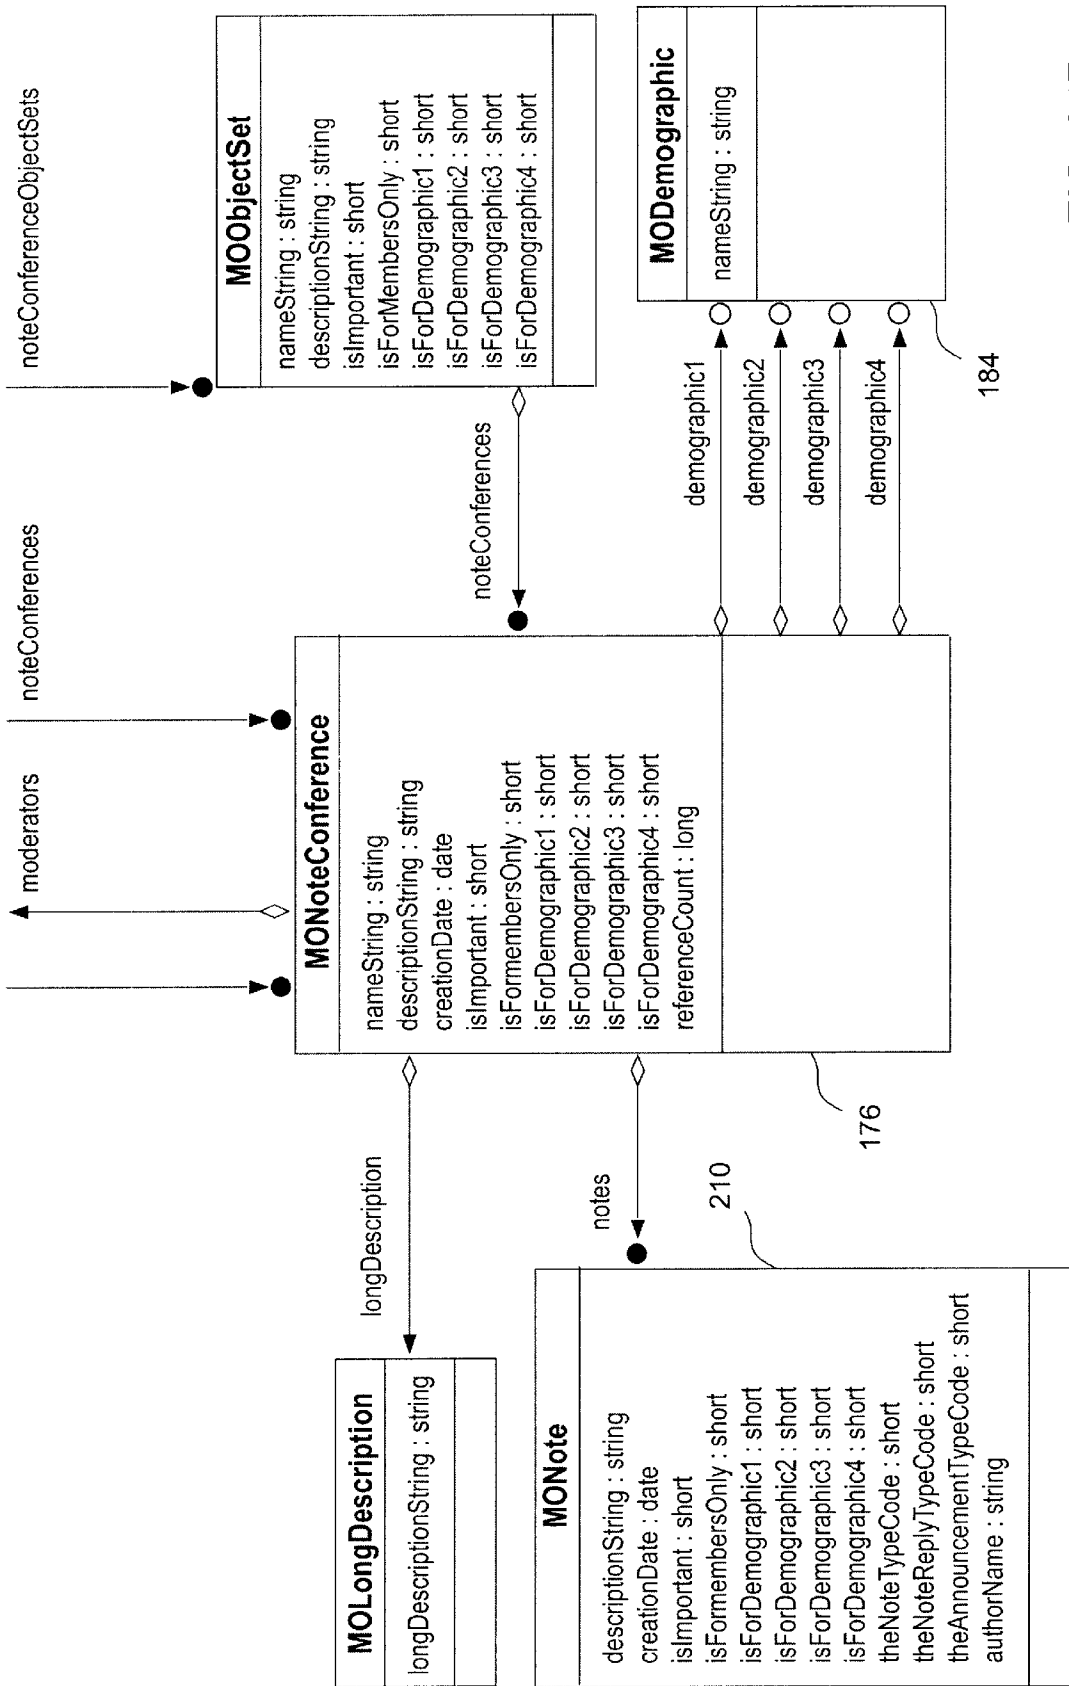 noteConferenceObjectSets
noteConferences
moderators
MOObjectSet
nameString : string
descriptionString : string
isImportant : short
isForMembersOnly : short
isForDemographic1 : short
isForDemographic2 : short
isForDemographic3 : short
isForDemographic4 : short
noteConferences
MODemographic
nameString : string
184
demographic1
demographic2
demographic3
demographic4
MONoteConference
nameString : string
descriptionString : string
creationDate : date
isImportant : short
isFormembersOnly : short
isForDemographic1 : short
isForDemographic2 : short
isForDemographic3 : short
isForDemographic4 : short
referenceCount : long
176
longDescription
notes
210
MOLongDescription
longDescriptionString : string
MONote
descriptionString : string
creationDate : date
isImportant : short
isFormembersOnly : short
isForDemographic1 : short
isForDemographic2 : short
isForDemographic3 : short
isForDemographic4 : short
theNoteTypeCode : short
theNoteReplyTypeCode : short
theAnnouncementTypeCode : short
authorName : string